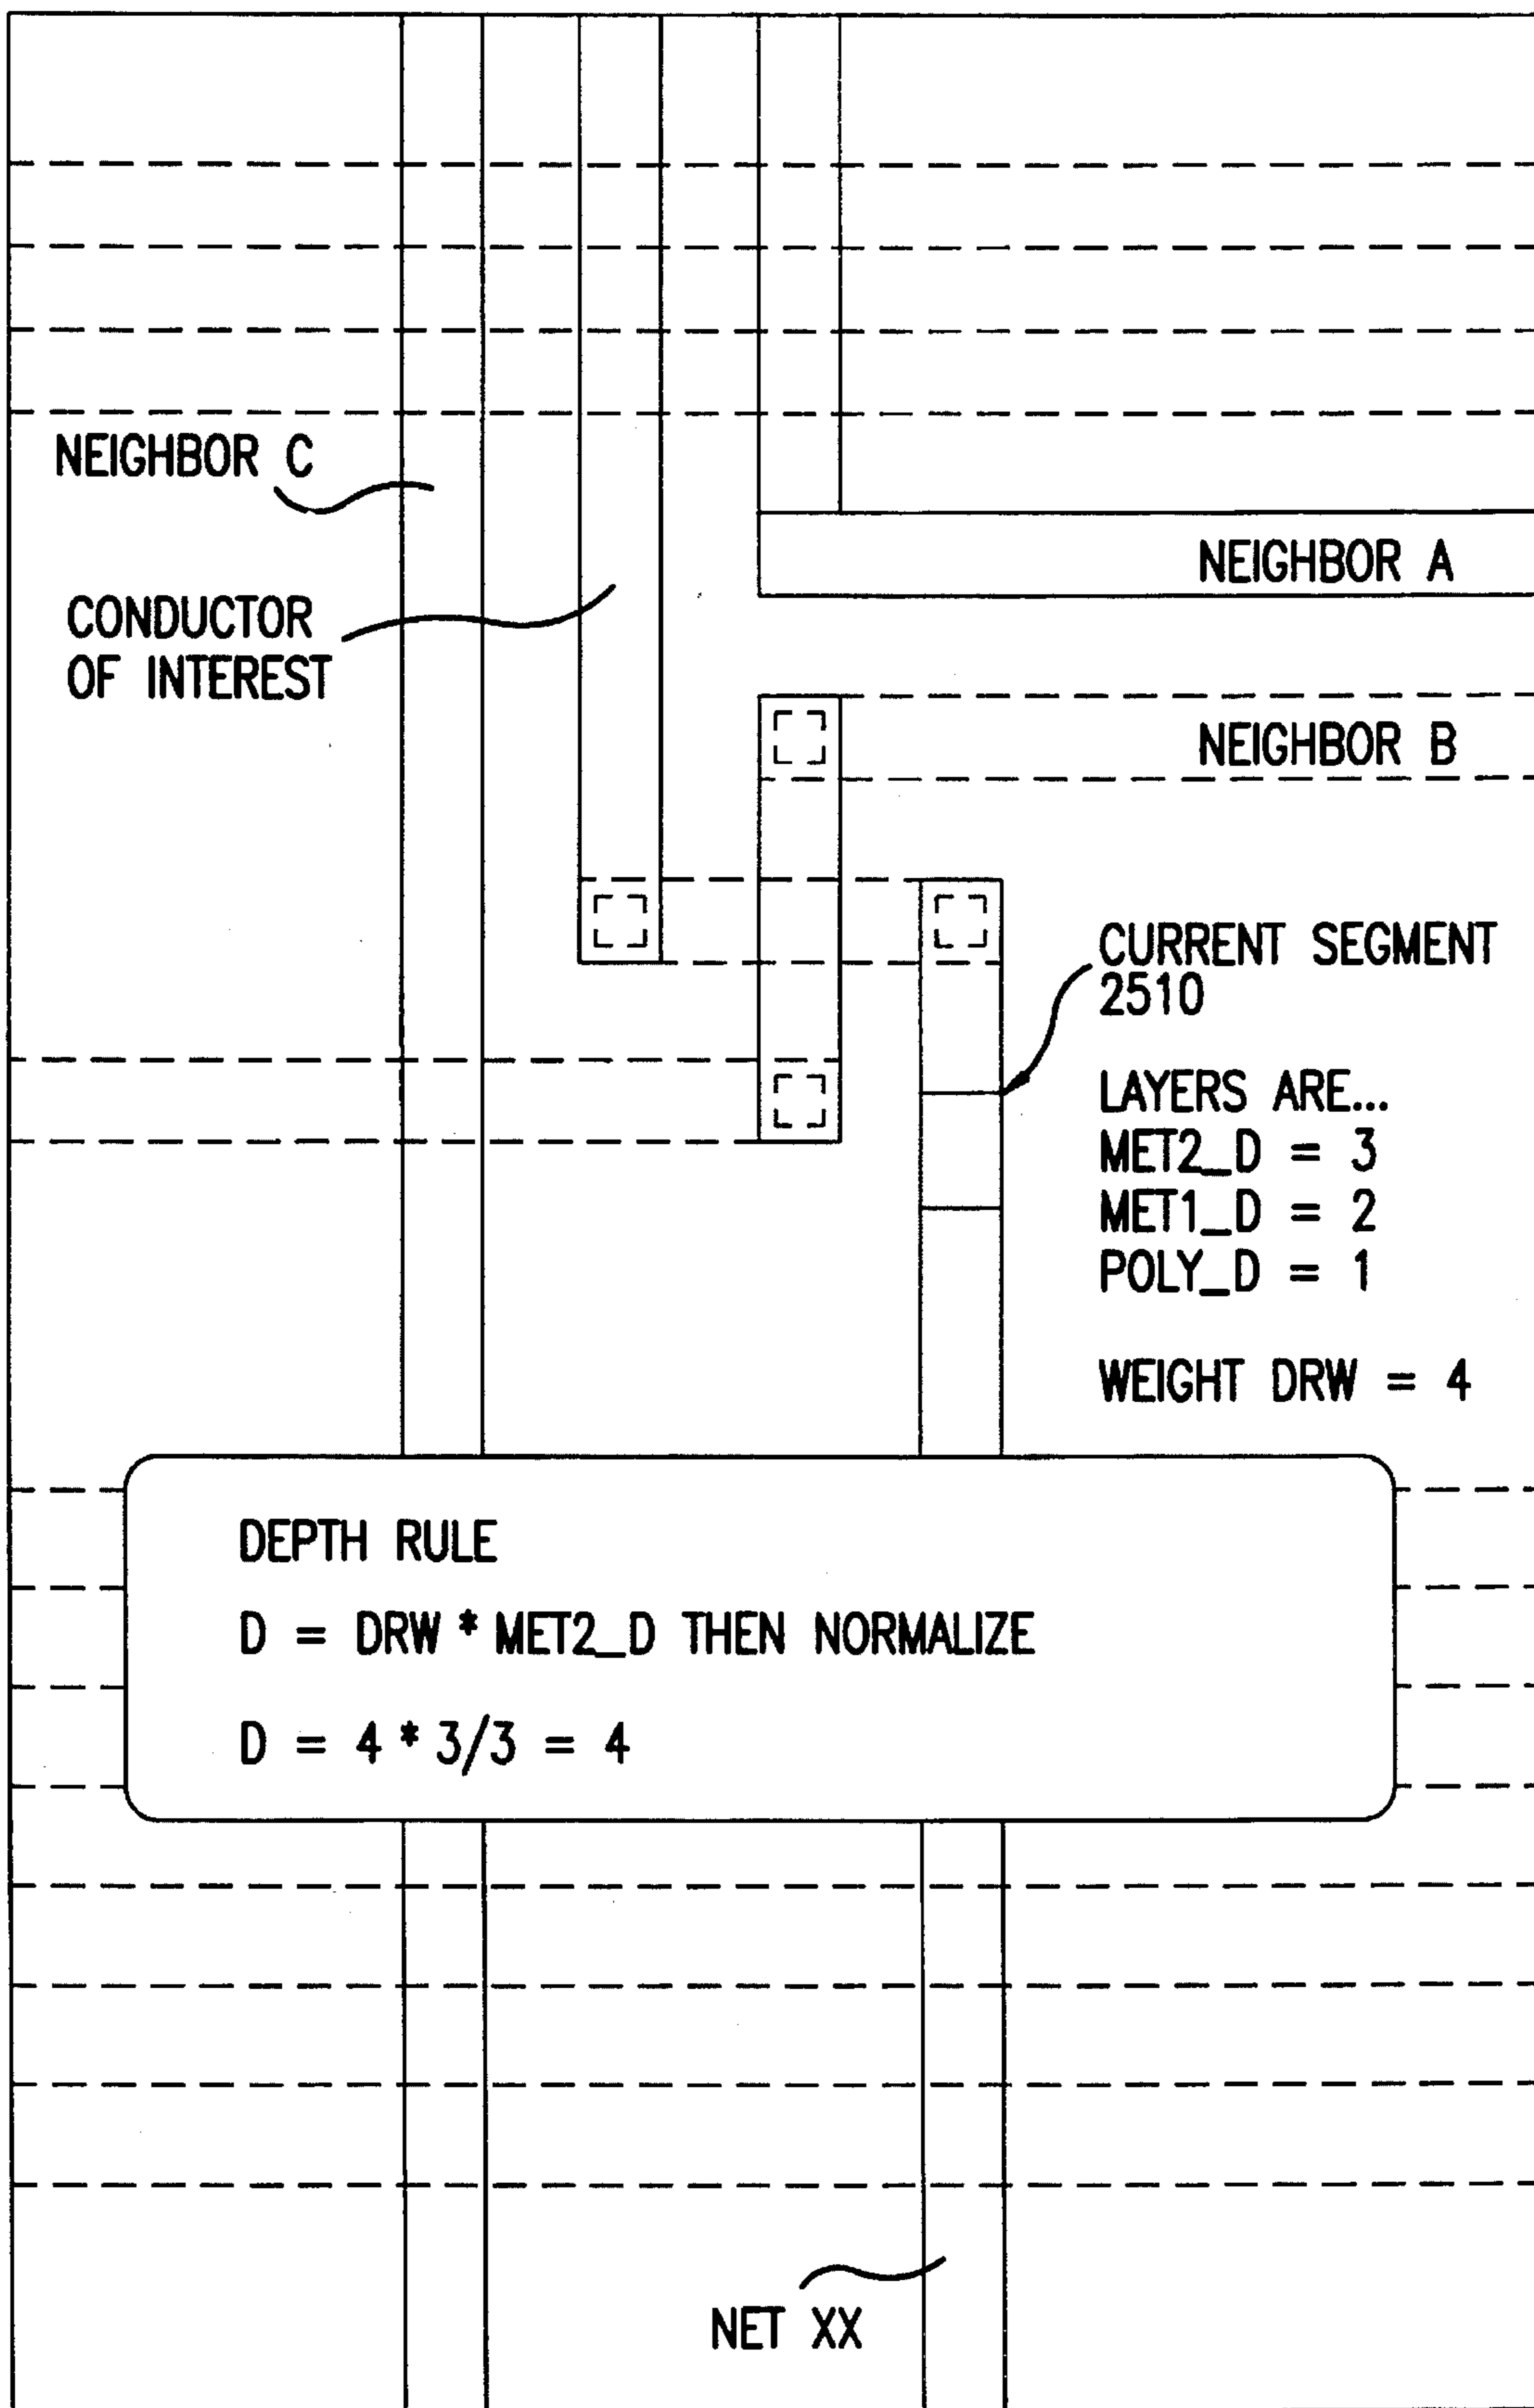 NEIGHBOR C
NEIGHBOR A
CONDUCTOR
OF INTEREST
NEIGHBOR B
CURRENT SEGMENT
2510
LAYERS ARE...
MET2_D = 3
MET1_D = 2
POLY_D = 1
WEIGHT DRW = 4
DEPTH RULE
D = DRW * MET2_D THEN NORMALIZE
D = 4 * 3/3 = 4
NET XX